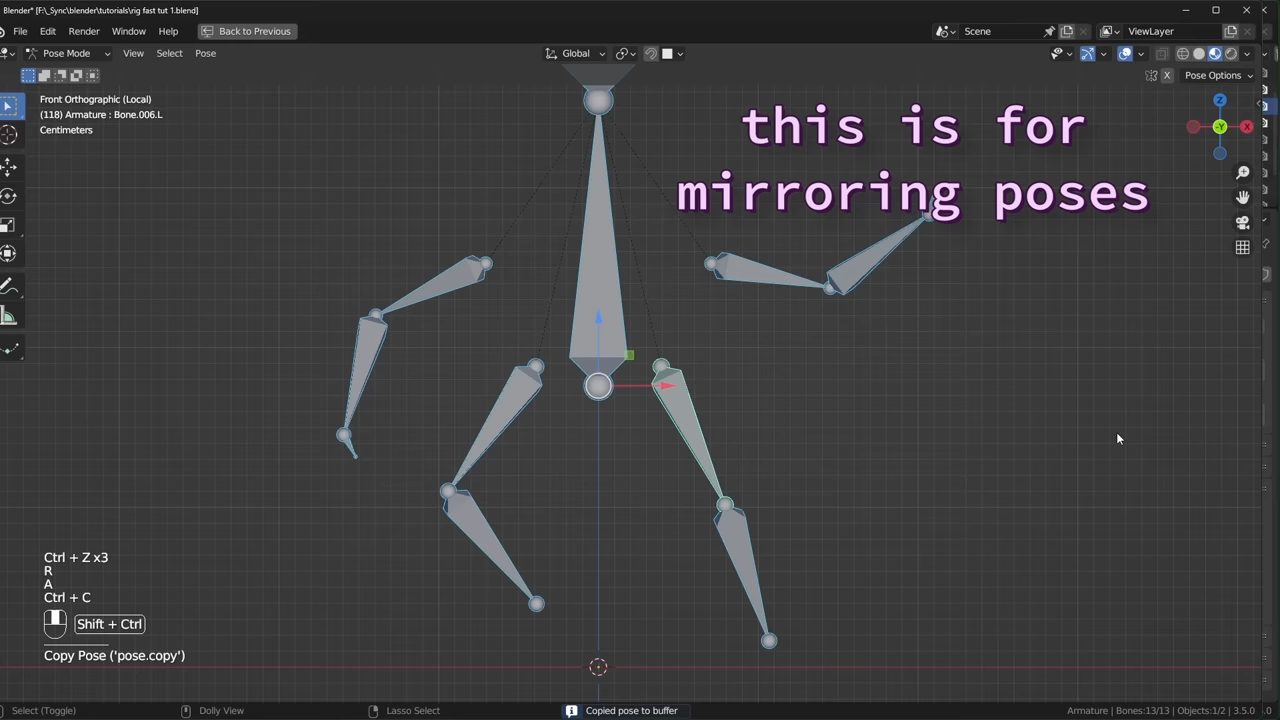 Blender* [F:\_Sync\blender\tutorials\rig fast tut 1.blend]
File Edit Render Window Help Back to Previous Scene ViewLayer
Pose Mode View Select Pose Global
X Pose Options
Front Orthographic (Local)
(118) Armature : Bone.006.L
Centimeters
Z
-Y X
this is for
mirroring poses
Ctrl + Z x3
R
A
Ctrl + C
Shift + Ctrl
Copy Pose ('pose.copy')
Select (Toggle) Dolly View Lasso Select Copied pose to buffer Armature | Bones:13/13 | Objects:1/2 | 3.5.0 .0